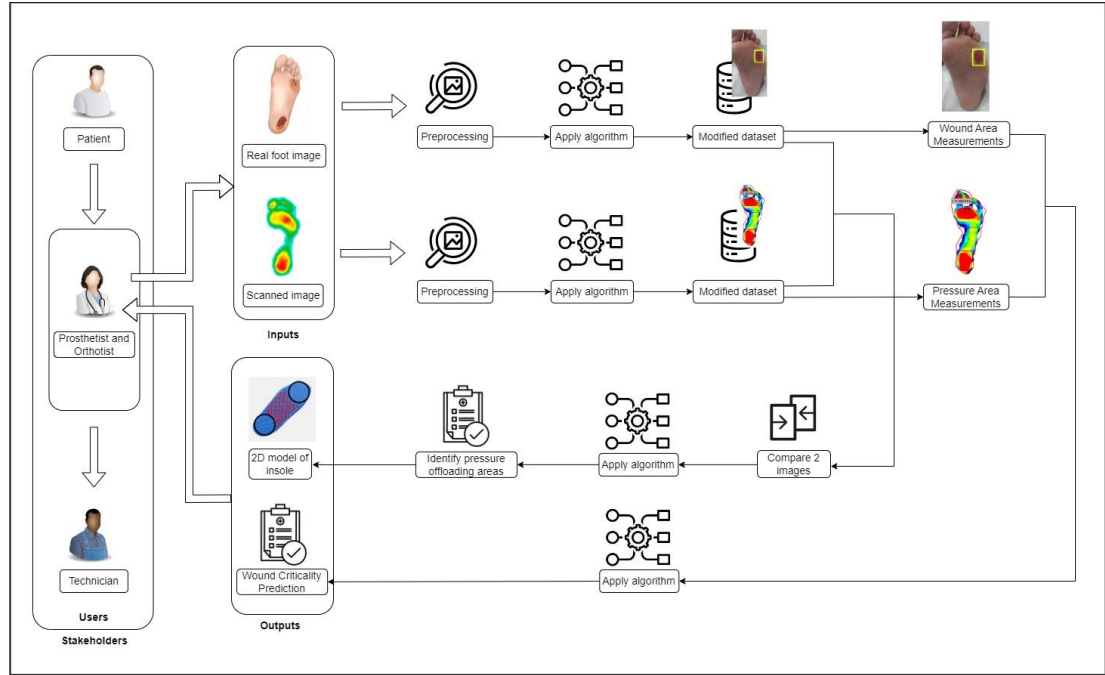 Patient
Prosthetist and
Orthotist
Technician
Users
Stakeholders
Real foot image
Scanned image
Inputs
Preprocessing
Apply algorithm
Modified dataset
Wound Area
Measurements
Preprocessing
Apply algorithm
Modified dataset
Pressure Area
Measurements
2D model of
insole
Identify pressure
offloading areas
Apply algorithm
Compare 2
images
Wound Criticality
Prediction
Apply algorithm
Outputs